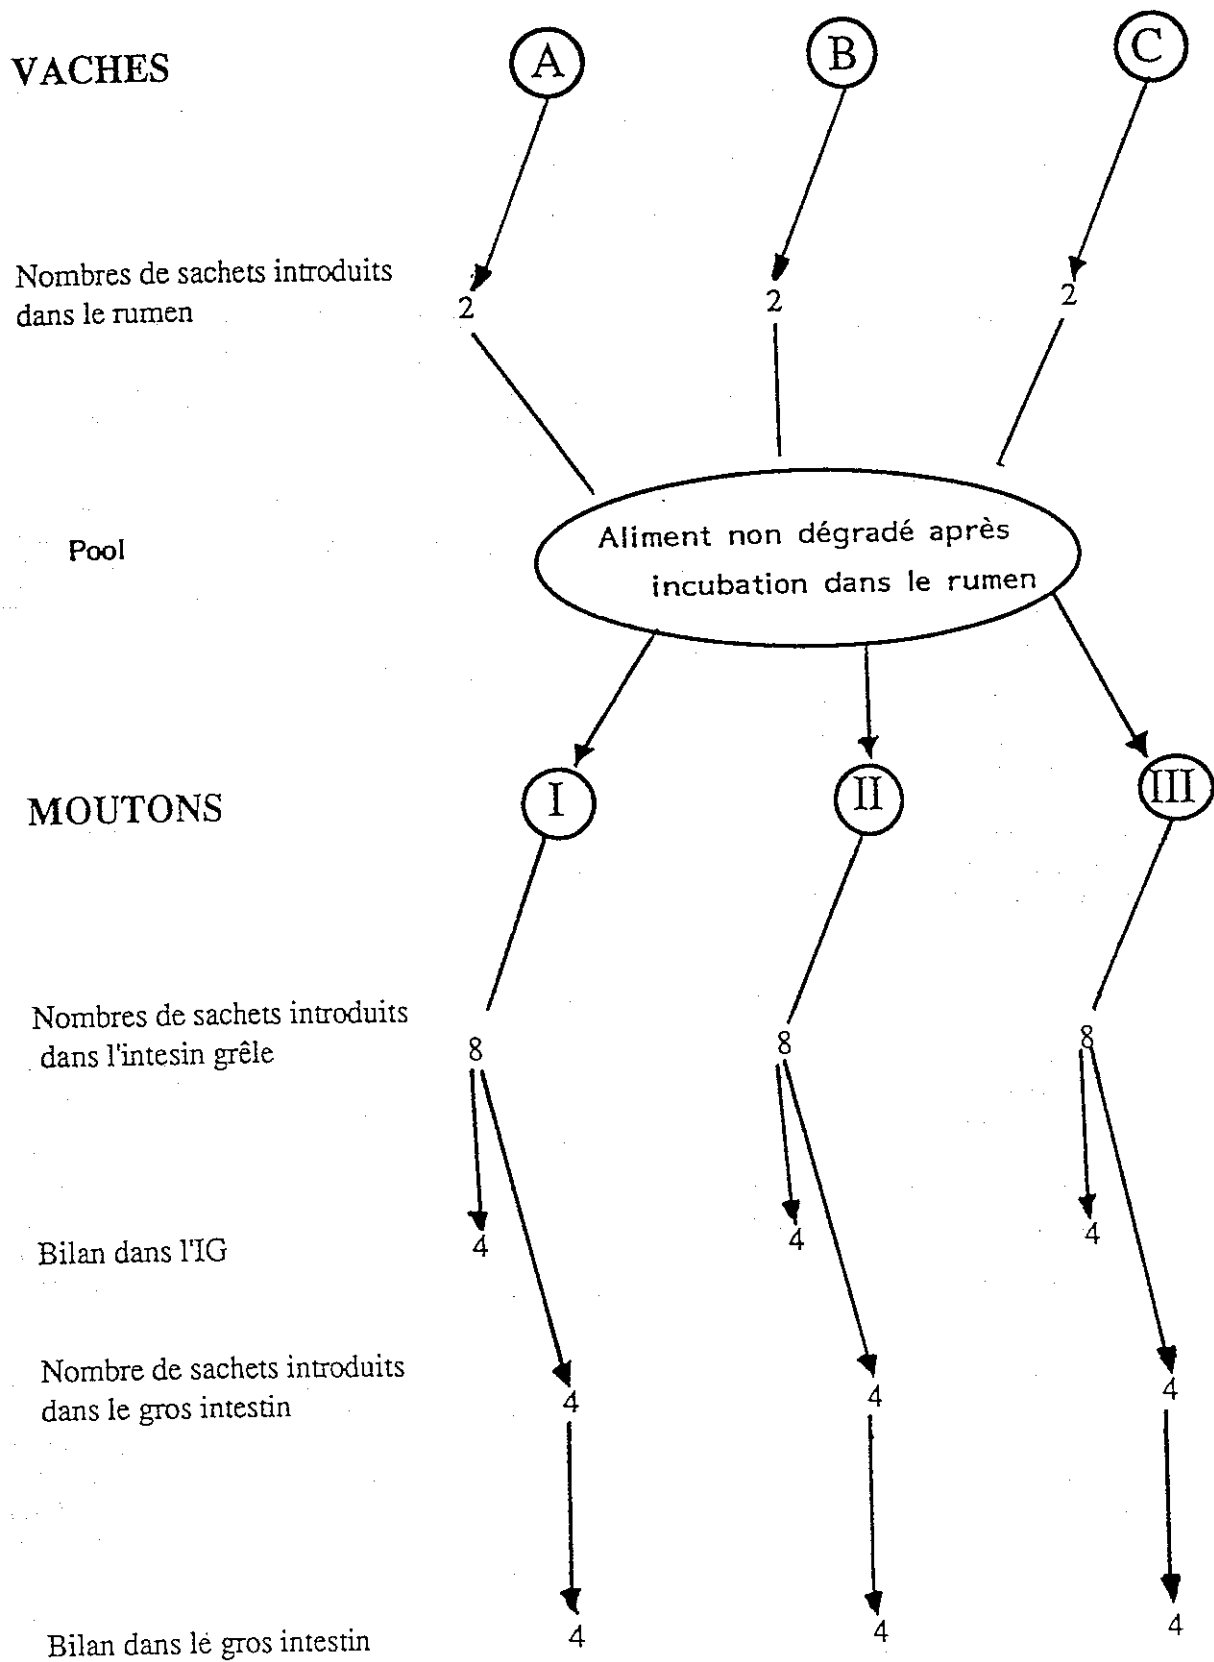 VACHES
A
B
C
Nombres de sachets introduits
dans le rumen
2
2
2
Pool
Aliment non dégradé après
incubation dans le rumen
MOUTONS
I
II
III
Nombres de sachets introduits
dans l'intesin grêle
8
8
8
Bilan dans l'IG
4
4
4
Nombre de sachets introduits
dans le gros intestin
4
4
4
Bilan dans le gros intestin
4
4
4